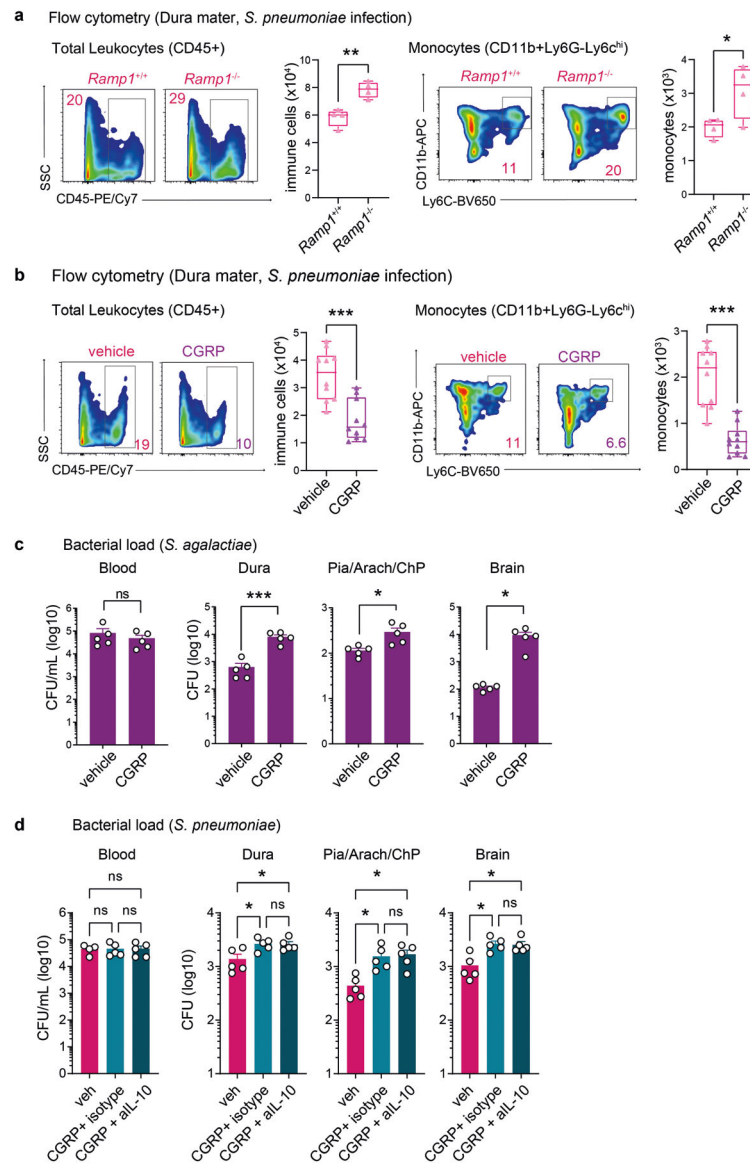 a Flow cytometry (Dura mater, S. pneumoniae infection)
Total Leukocytes (CD45+)
Ramp1+/+ Ramp1-/-
20 29
SSC
CD45-PE/Cy7
immune cells (x10⁴)
10
8
6
4
2
0
**
Ramp1+/+
Ramp1-/-
Monocytes (CD11b+Ly6G-Ly6cʰⁱ)
Ramp1+/+ Ramp1-/-
11 20
CD11b-APC
Ly6C-BV650
monocytes (x10³)
4
3
2
1
0
*
Ramp1+/+
Ramp1-/-
b Flow cytometry (Dura mater, S. pneumoniae infection)
Total Leukocytes (CD45+)
vehicle CGRP
19 10
SSC
CD45-PE/Cy7
immune cells (x10⁴)
5
4
3
2
1
0
***
vehicle
CGRP
Monocytes (CD11b+Ly6G-Ly6cʰⁱ)
vehicle CGRP
11 6.6
CD11b-APC
Ly6C-BV650
monocytes (x10³)
3
2
1
0
***
vehicle
CGRP
c Bacterial load (S. agalactiae)
Blood
CFU/mL (log10)
6
5
4
3
2
1
0
ns
vehicle
CGRP
Dura
CFU (log10)
5
4
3
2
1
0
***
vehicle
CGRP
Pia/Arach/ChP
3
2
1
0
*
vehicle
CGRP
Brain
5
4
3
2
1
0
*
vehicle
CGRP
d Bacterial load (S. pneumoniae)
Blood
CFU/mL (log10)
6
5
4
3
2
1
0
ns
ns ns
veh
CGRP+ isotype
CGRP + aIL-10
Dura
CFU (log10)
4
3
2
1
*
* ns
veh
CGRP+ isotype
CGRP + aIL-10
Pia/Arach/ChP
4
3
2
1
*
* ns
veh
CGRP+ isotype
CGRP + aIL-10
Brain
4
3
2
1
*
* ns
veh
CGRP+ isotype
CGRP + aIL-10